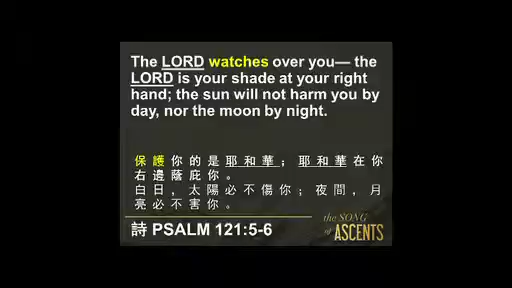 The LORD watches over you— the
LORD is your shade at your right
hand; the sun will not harm you by
day, nor the moon by night.
保護你的是耶和華；耶和華在你
右邊蔭庇你。
白日，太陽必不傷你；夜間，月
亮必不害你。
詩 PSALM 121:5-6
the SONG
of ASCENTS